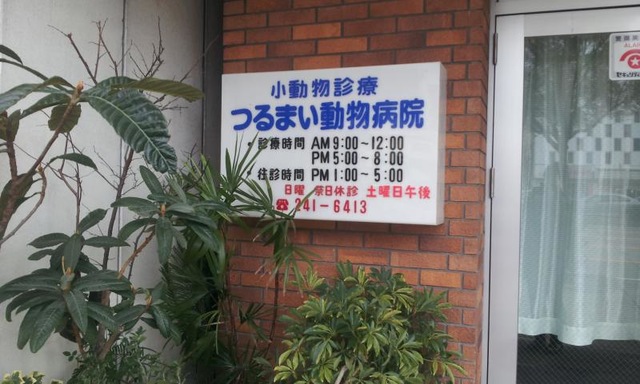 小動物診療
つるまい動物病院
・診療時間 AM 9:00~12:00
PM 5:00~8:00
・往診時間 PM 1:00~5:00
日曜 祭日休診 土曜日午後
☎241-6413